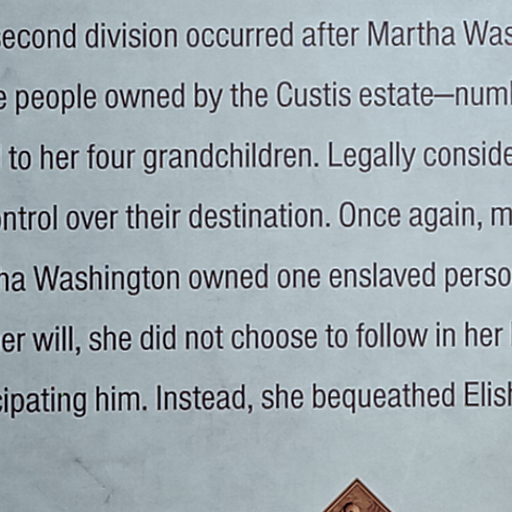 second division occurred after Martha Was
e people owned by the Custis estate—num
to her four grandchildren. Legally conside
ntrol over their destination. Once again, m
ha Washington owned one enslaved perso
er will, she did not choose to follow in her
cipating him. Instead, she bequeathed Elish